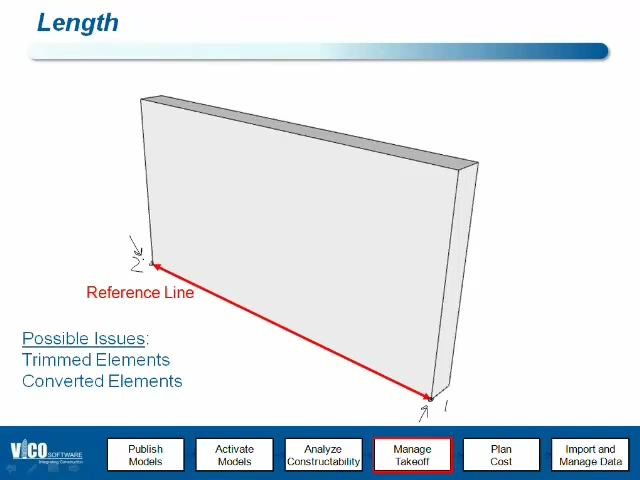 Length
2
Reference Line
1
Possible Issues:
Trimmed Elements
Converted Elements
VICO SOFTWARE
Integrating Construction
Publish
Models
Activate
Models
Analyze
Constructability
Manage
Takeoff
Plan
Cost
Import and
Manage Data